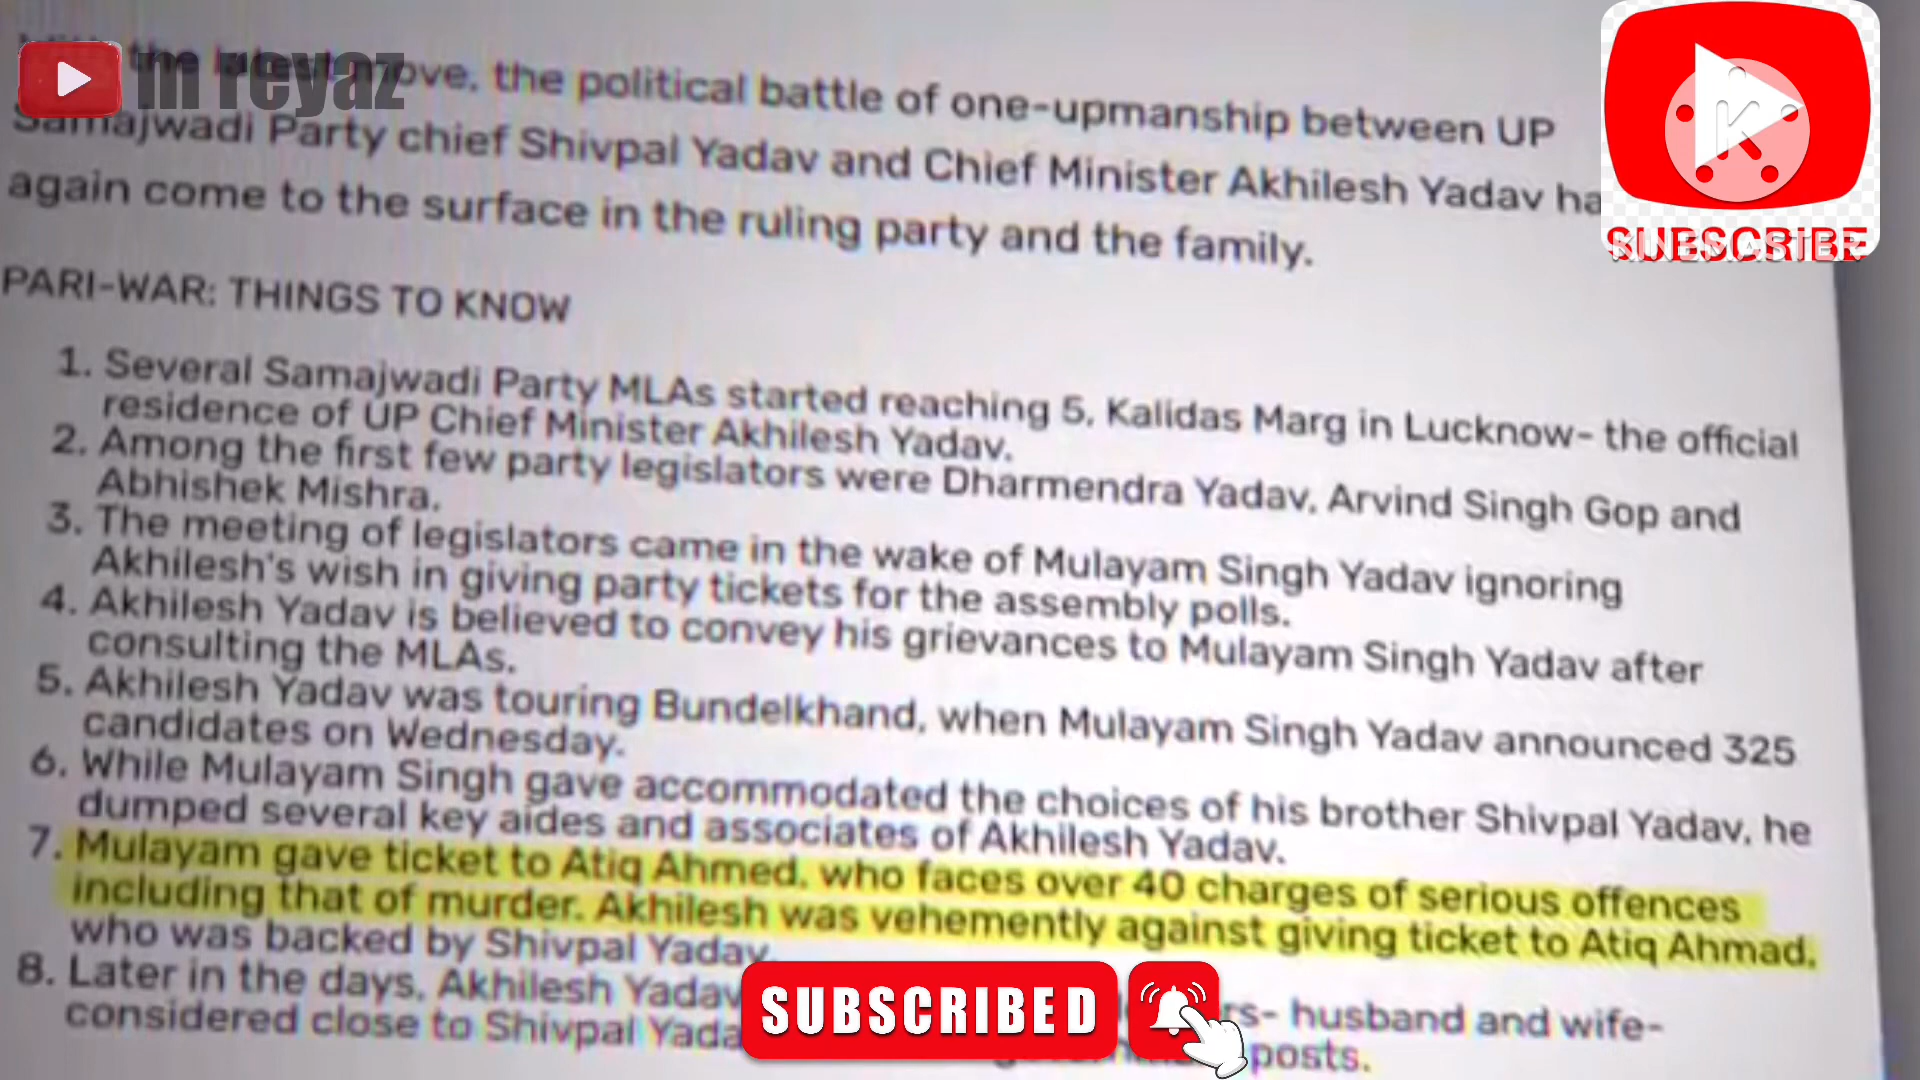 the latest move, the political battle of one-upmanship between UP
m reyaz
Samajwadi Party chief Shivpal Yadav and Chief Minister Akhilesh Yadav
again come to the surface in the ruling party and the family.
SUBSCRIBE
KINEMASTER
PARI-WAR: THINGS TO KNOW
1. Several Samajwadi Party MLAs started reaching 5, Kalidas Marg in Lucknow- the official
residence of UP Chief Minister Akhilesh Yadav.
2. Among the first few party legislators were Dharmendra Yadav, Arvind Singh Gop and
Abhishek Mishra.
3. The meeting of legislators came in the wake of Mulayam Singh Yadav ignoring
Akhilesh's wish in giving party tickets for the assembly polls.
4. Akhilesh Yadav is believed to convey his grievances to Mulayam Singh Yadav after
consulting the MLAs.
5. Akhilesh Yadav was touring Bundelkhand, when Mulayam Singh Yadav announced 325
candidates on Wednesday.
6. While Mulayam Singh gave accommodated the choices of his brother Shivpal Yadav, he
dumped several key aides and associates of Akhilesh Yadav.
7. Mulayam gave ticket to Atiq Ahmed, who faces over 40 charges of serious offences
including that of murder. Akhilesh was vehemently against giving ticket to Atiq Ahmad,
who was backed by Shivpal Yadav.
8. Later in the days, Akhilesh Yadav husband and wife-
considered close to Shivpal posts.
SUBSCRIBED